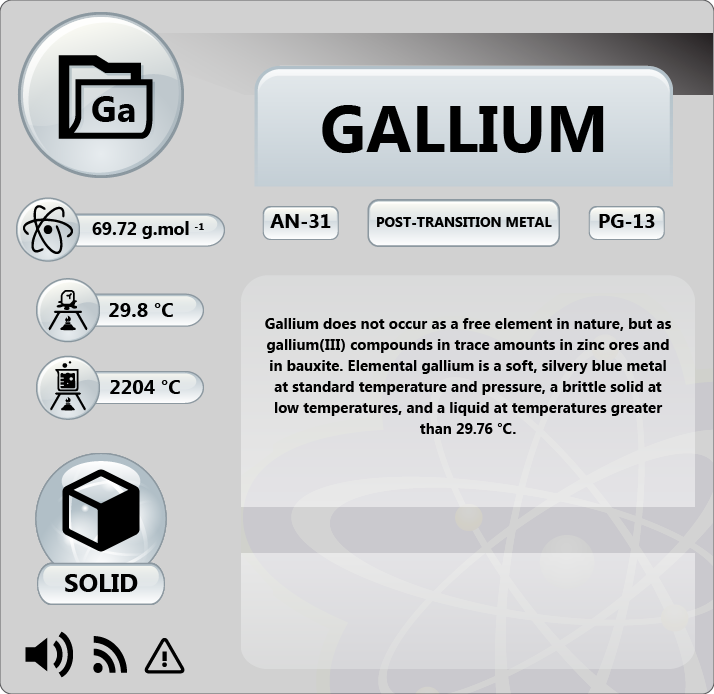 Ga
GALLIUM
69.72 g.mol -1
AN-31
POST-TRANSITION METAL
PG-13
29.8 °C
2204 °C
Gallium does not occur as a free element in nature, but as
gallium(III) compounds in trace amounts in zinc ores and
in bauxite. Elemental gallium is a soft, silvery blue metal
at standard temperature and pressure, a brittle solid at
low temperatures, and a liquid at temperatures greater
than 29.76 °C.
SOLID